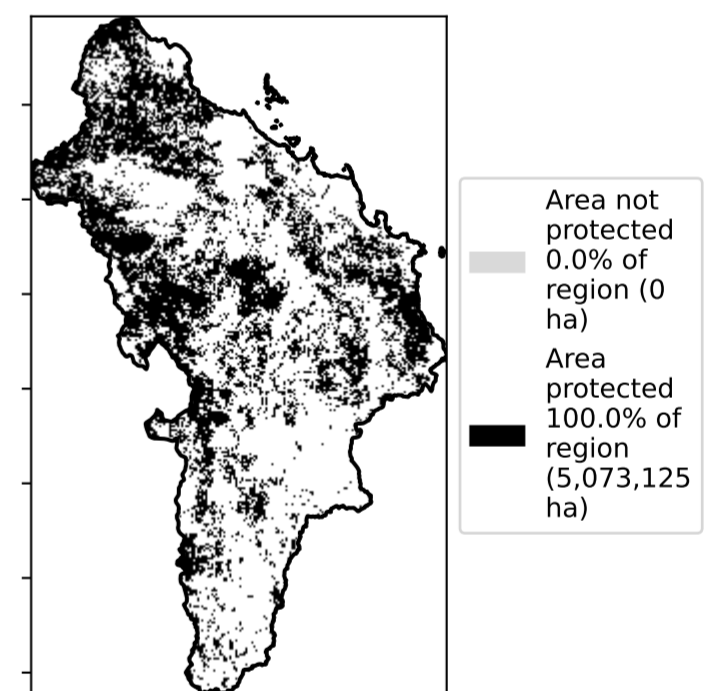 Area not
protected
0.0% of
region (0
ha)
Area
protected
100.0% of
region
(5,073,125
ha)